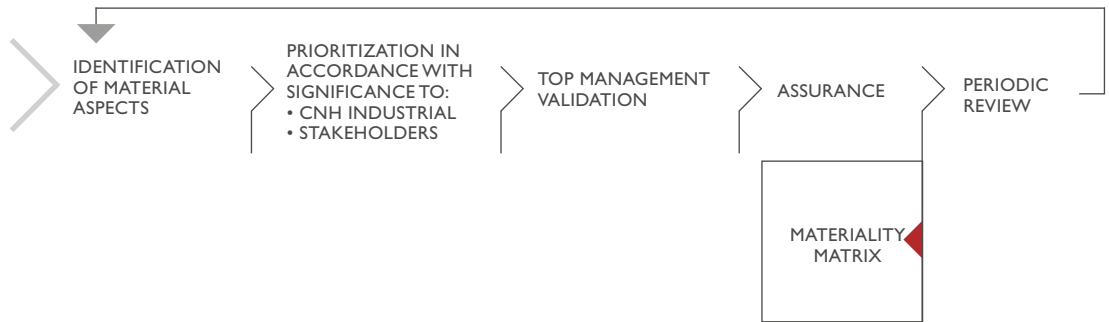 IDENTIFICATION
OF MATERIAL
ASPECTS
PRIORITIZATION IN
ACCORDANCE WITH
SIGNIFICANCE TO:
• CNH INDUSTRIAL
• STAKEHOLDERS
TOP MANAGEMENT
VALIDATION
ASSURANCE
PERIODIC
REVIEW
MATERIALITY
MATRIX